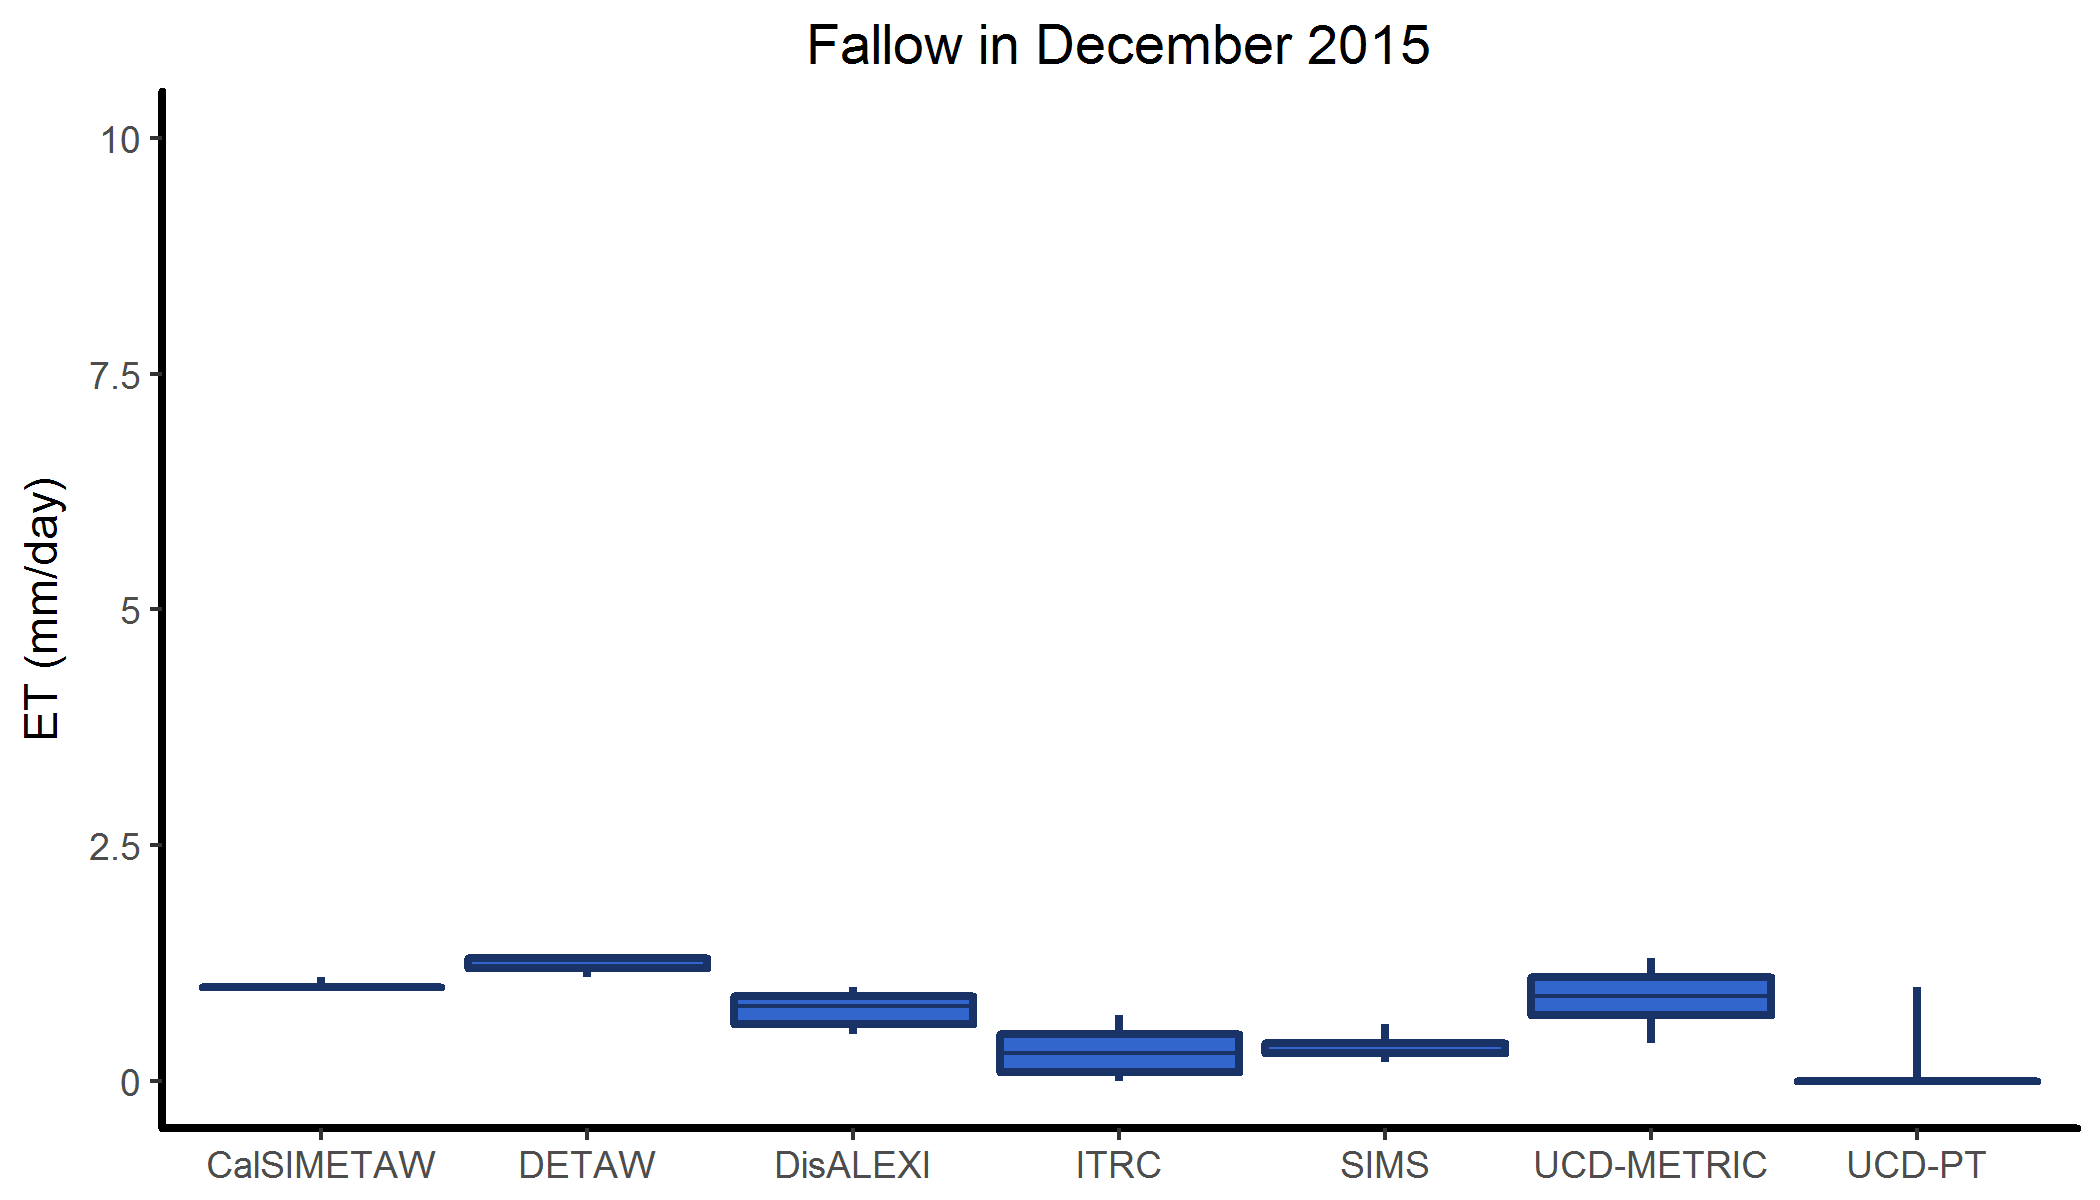 Fallow in December 2015
ET (mm/day)
10
7.5
5
2.5
0
CalSIMETAW DETAW DisALEXI ITRC SIMS UCD-METRIC UCD-PT